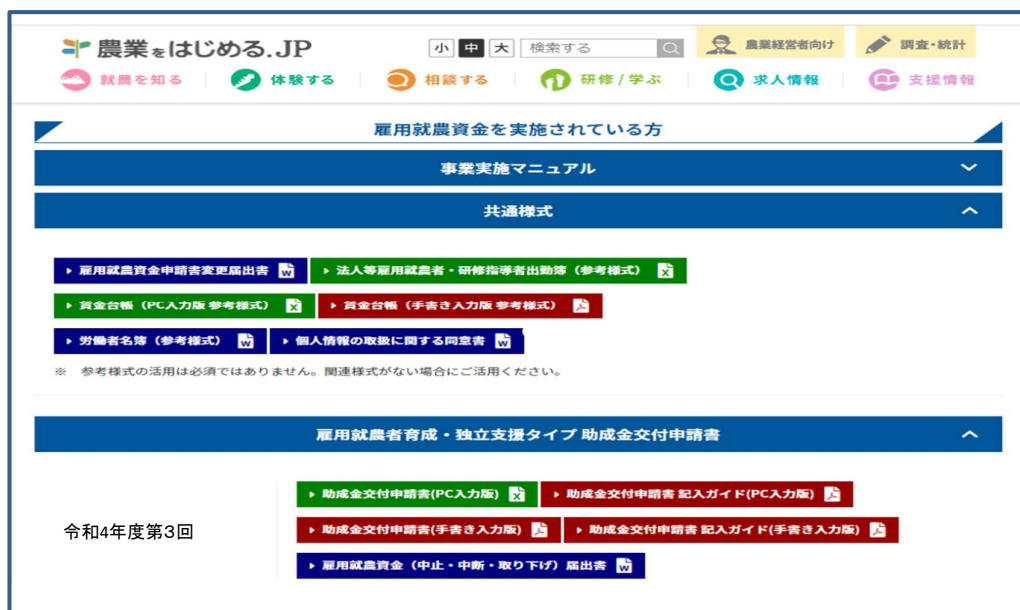 農業をはじめる.JP 小 中 大 検索する 農業経営者向け 調査・統計
就農を知る 体験する 相談する 研修/学ぶ 求人情報 支援情報
雇用就農資金を実施されている方
事業実施マニュアル
共通様式
雇用就農資金申請書変更届出書 法人等雇用就農者・研修指導者出勤簿（参考様式）
賃金台帳（PC入力版 参考様式） 賃金台帳（手書き入力版 参考様式）
労働者名簿（参考様式） 個人情報の取扱に関する同意書
※ 参考様式の活用は必須ではありません。関連様式がない場合にご活用ください。
雇用就農者育成・独立支援タイプ 助成金交付申請書
助成金交付申請書(PC入力版) 助成金交付申請書 記入ガイド(PC入力版)
令和4年度第3回 助成金交付申請書(手書き入力版) 助成金交付申請書 記入ガイド(手書き入力版)
雇用就農資金（中止・中断・取り下げ）届出書